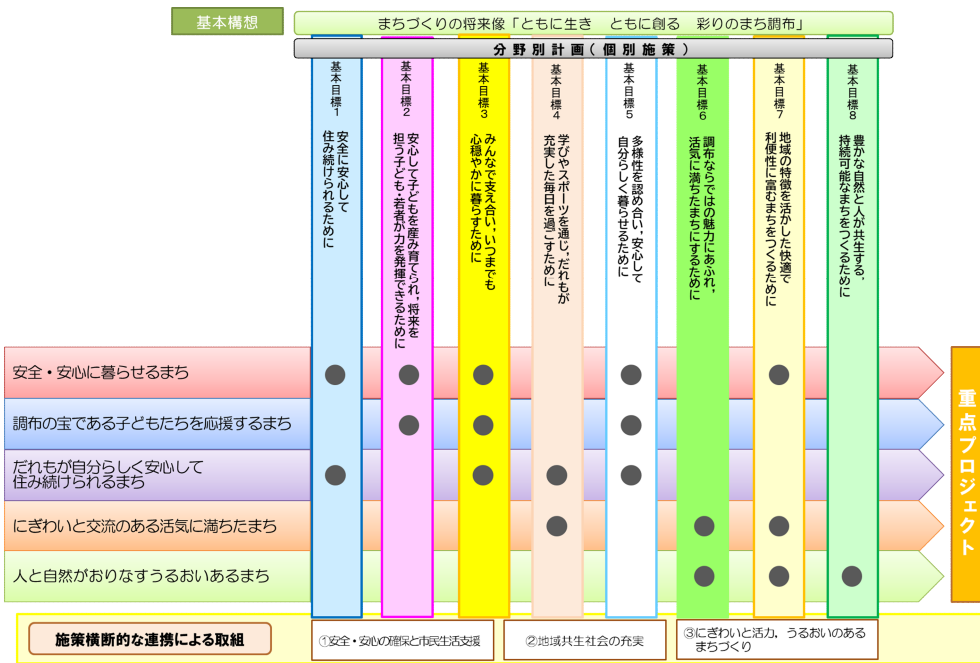 基本構想
まちづくりの将来像「ともに生き　ともに創る　彩りのまち調布」
分野別計画(個別施策)
基本目標1
安全に安心して
住み続けられるために
基本目標2
安心して子どもを産み育てられ,将来を
担う子ども・若者が力を発揮できるために
基本目標3
みんなで支え合い,いつまでも
心穏やかに暮らすために
基本目標4
学びやスポーツを通じ,だれもが
充実した毎日を過ごすために
基本目標5
多様性を認め合い,安心して
自分らしく暮らせるために
基本目標6
調布ならではの魅力にあふれ,
活気に満ちたまちにするために
基本目標7
地域の特徴を活かした快適で
利便性に富むまちをつくるために
基本目標8
豊かな自然と人が共生する,
持続可能なまちをつくるために
安全・安心に暮らせるまち
調布の宝である子どもたちを応援するまち
だれもが自分らしく安心して
住み続けられるまち
にぎわいと交流のある活気に満ちたまち
人と自然がおりなすうるおいあるまち
重点プロジェクト
施策横断的な連携による取組
①安全・安心の確保と市民生活支援
②地域共生社会の充実
③にぎわいと活力，うるおいのある
まちづくり